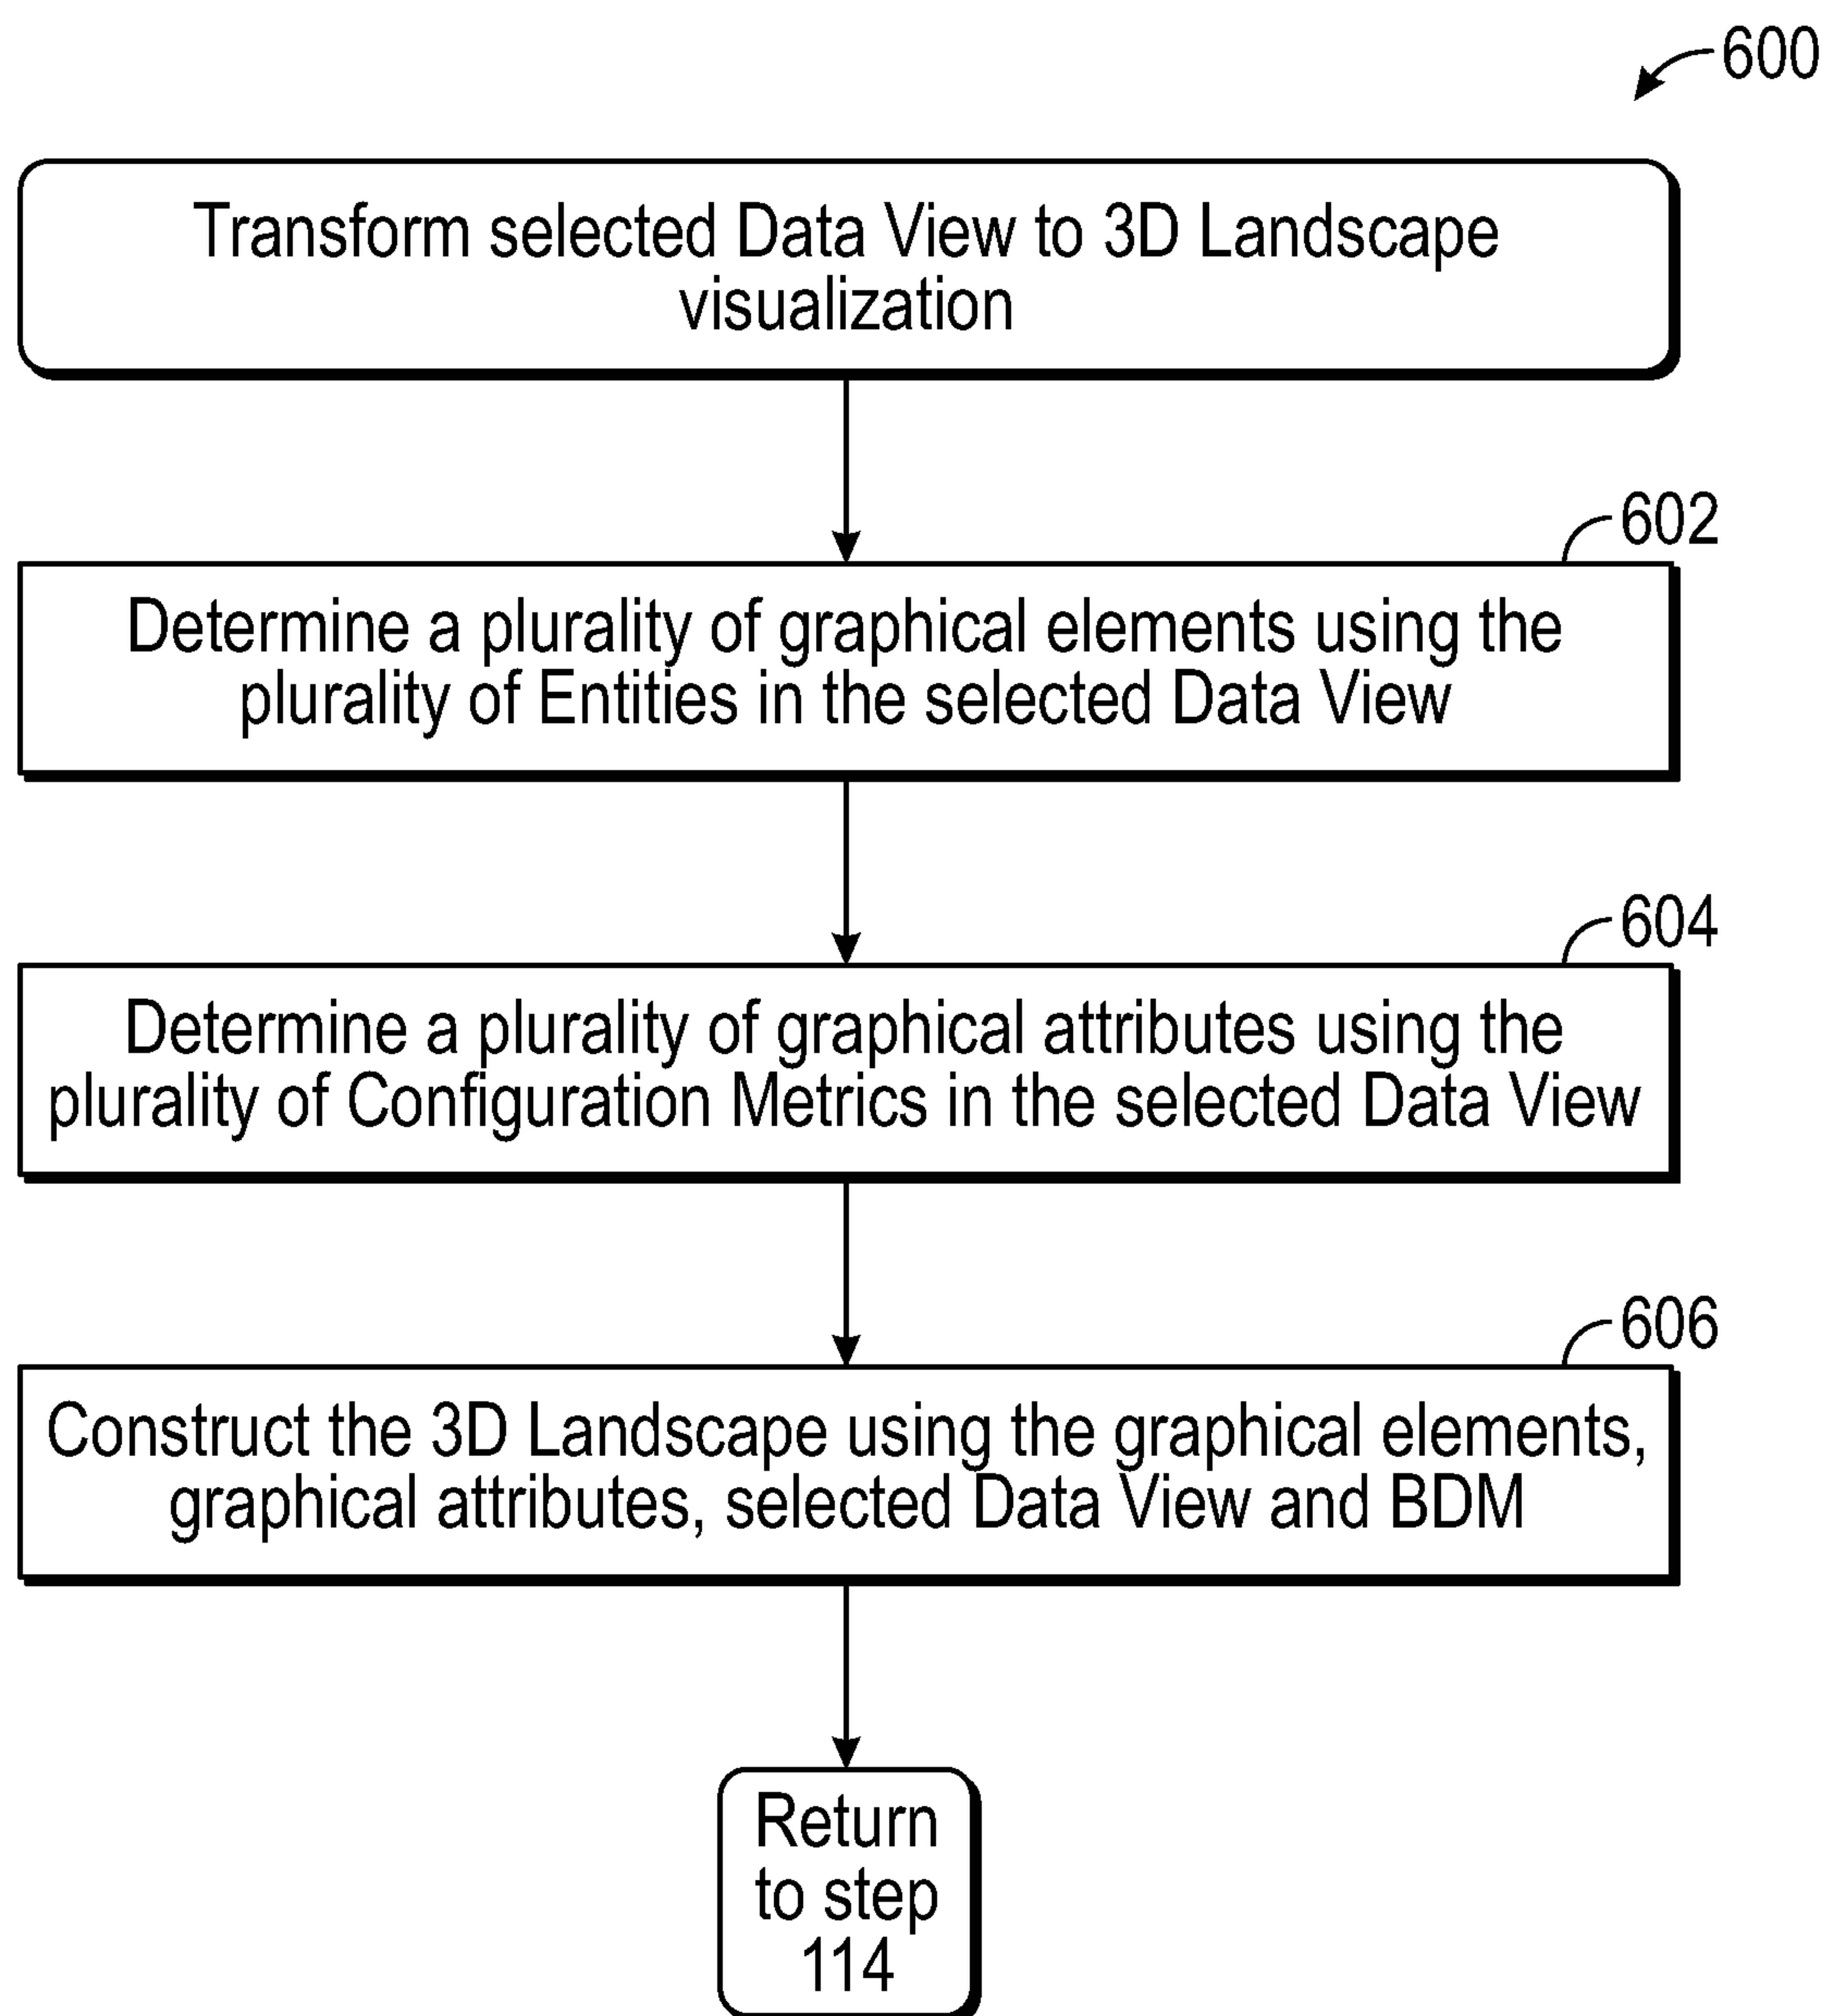 600
Transform selected Data View to 3D Landscape
visualization
602
Determine a plurality of graphical elements using the
plurality of Entities in the selected Data View
604
Determine a plurality of graphical attributes using the
plurality of Configuration Metrics in the selected Data View
606
Construct the 3D Landscape using the graphical elements,
graphical attributes, selected Data View and BDM
Return
to step
114